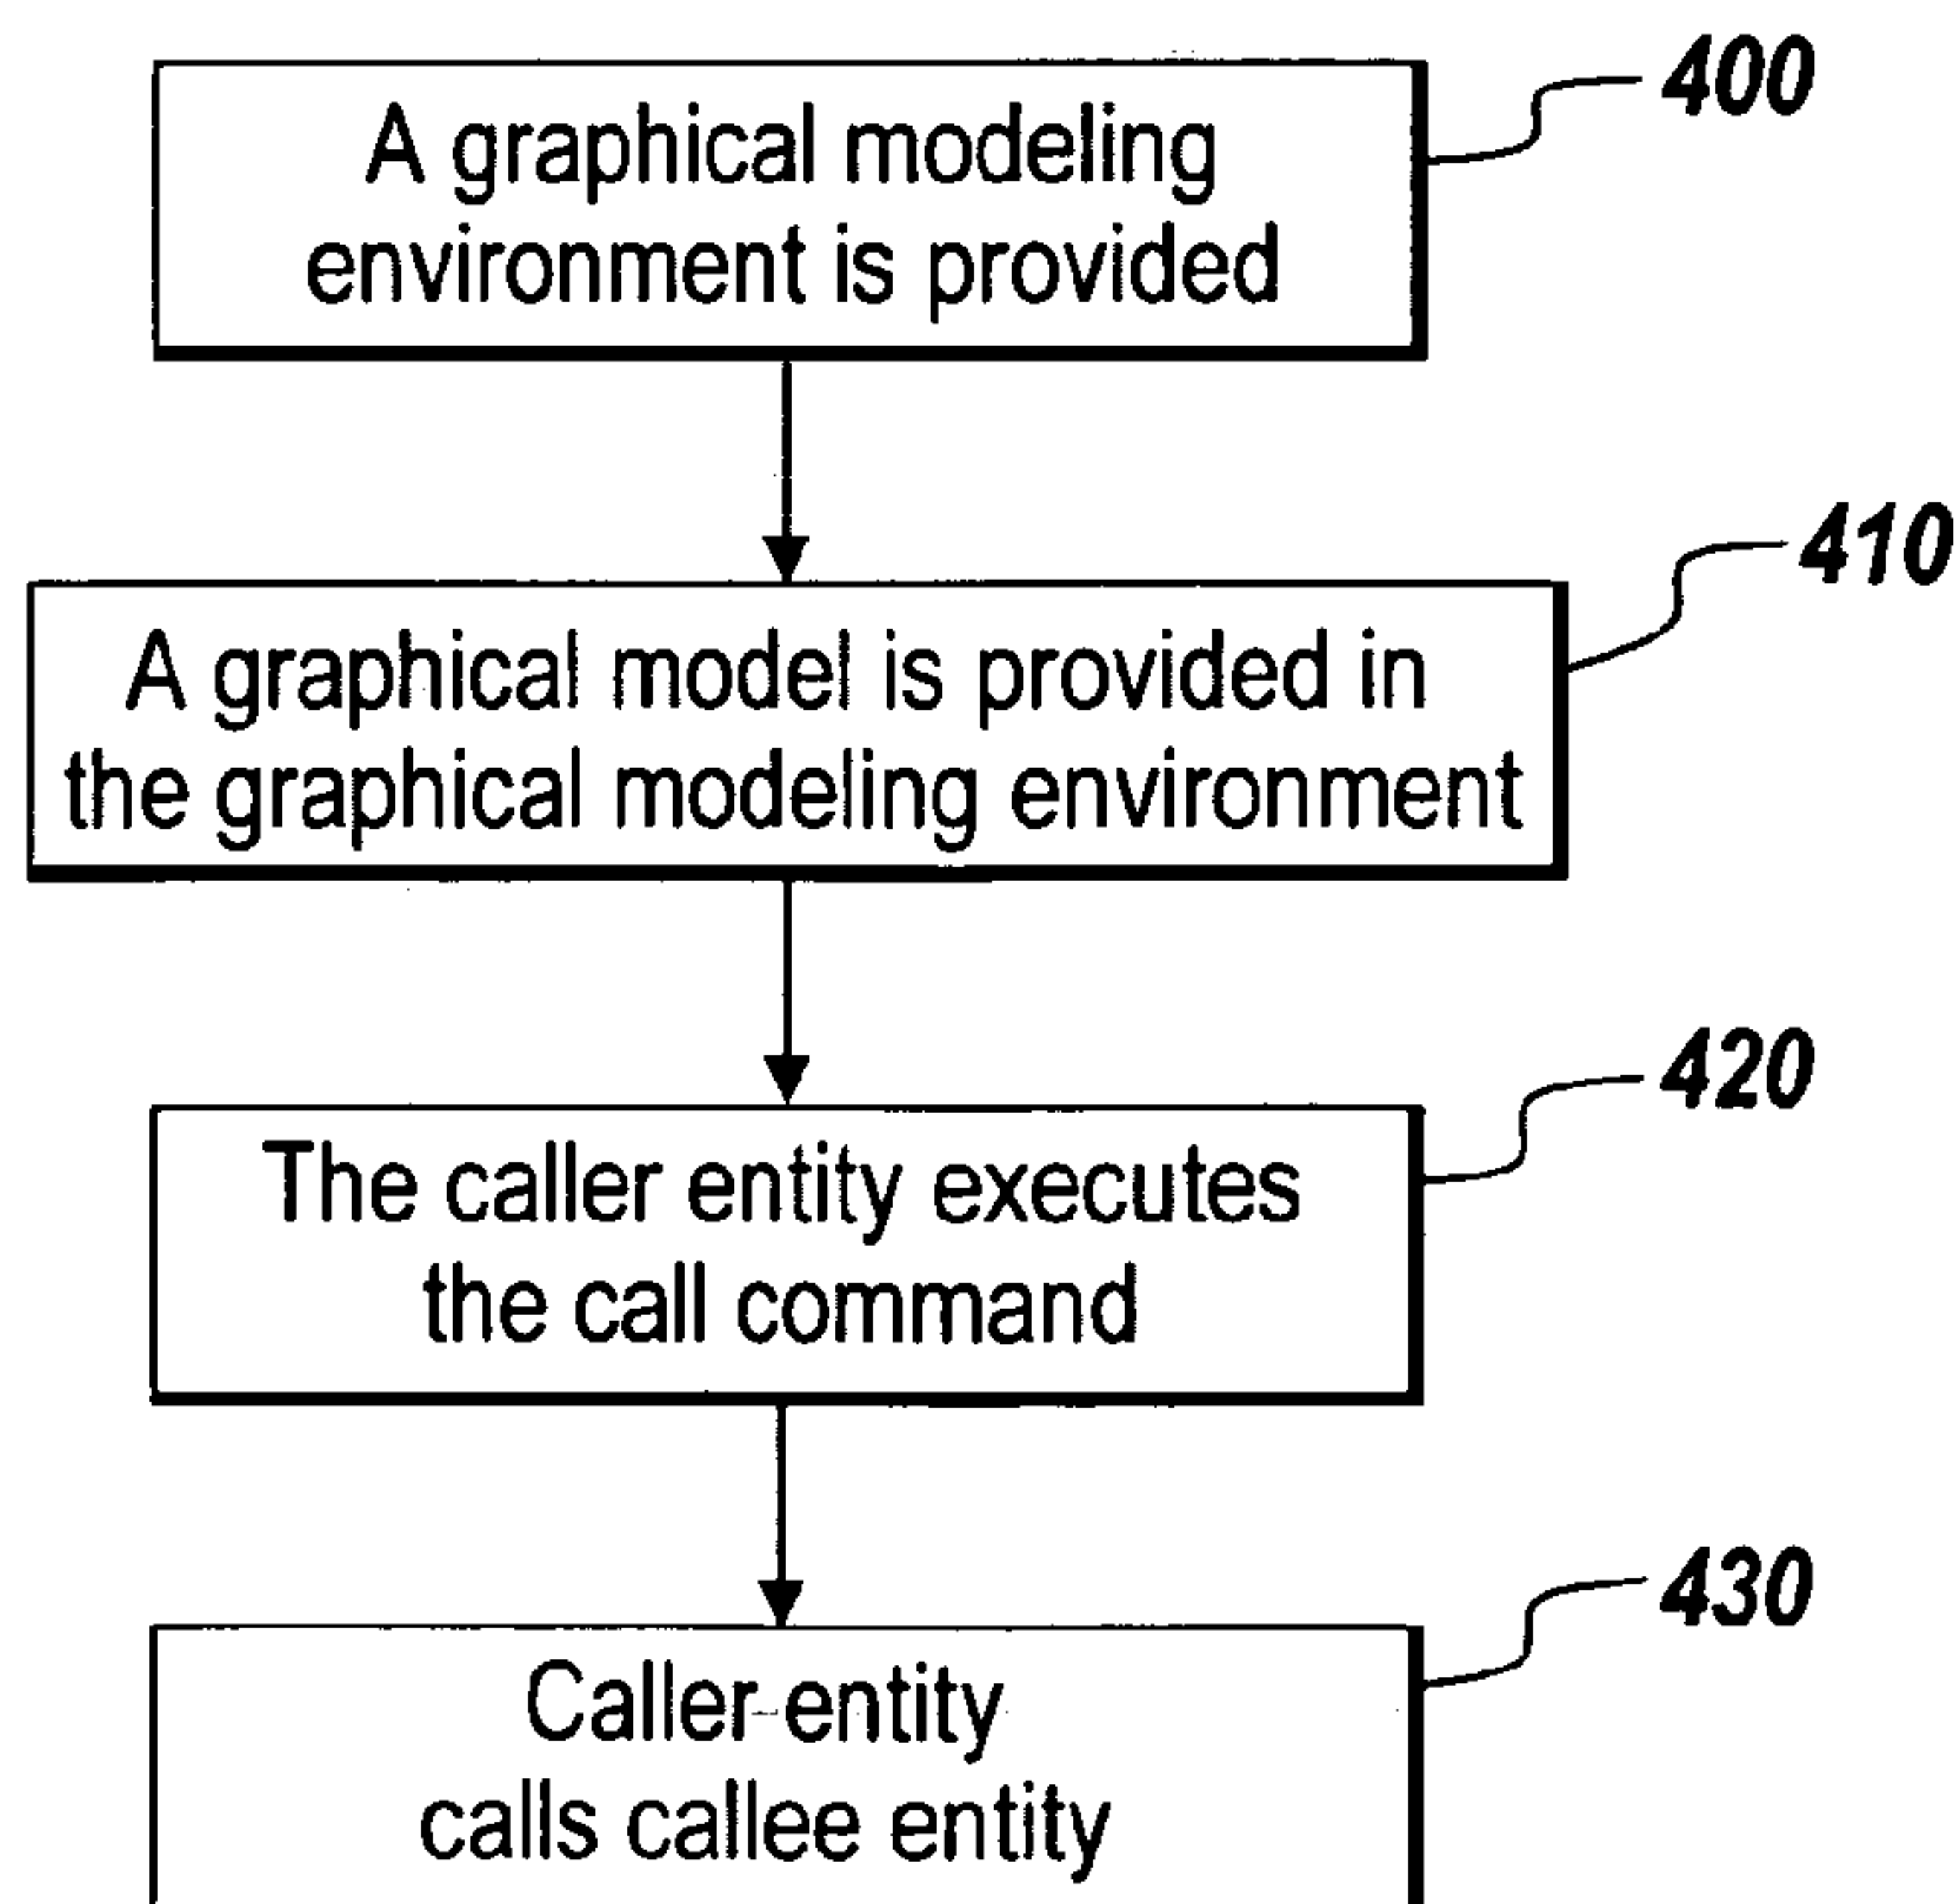 400
A graphical modeling
environment is provided
410
A graphical model is provided in
the graphical modeling environment
420
The caller entity executes
the call command
430
Caller entity
calls callee entity